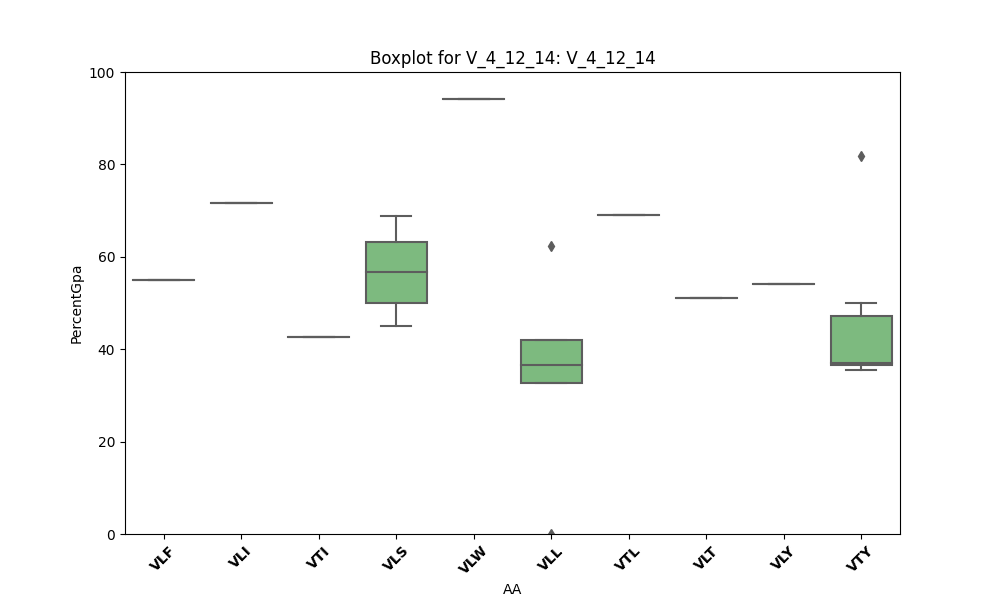 Boxplot for V_4_12_14: V_4_12_14
100
80
60
40
20
0
PercentGpa
VLF
VLI
VTI
VLS
VLW
VLL
VTL
VLT
VLY
VTY
AA